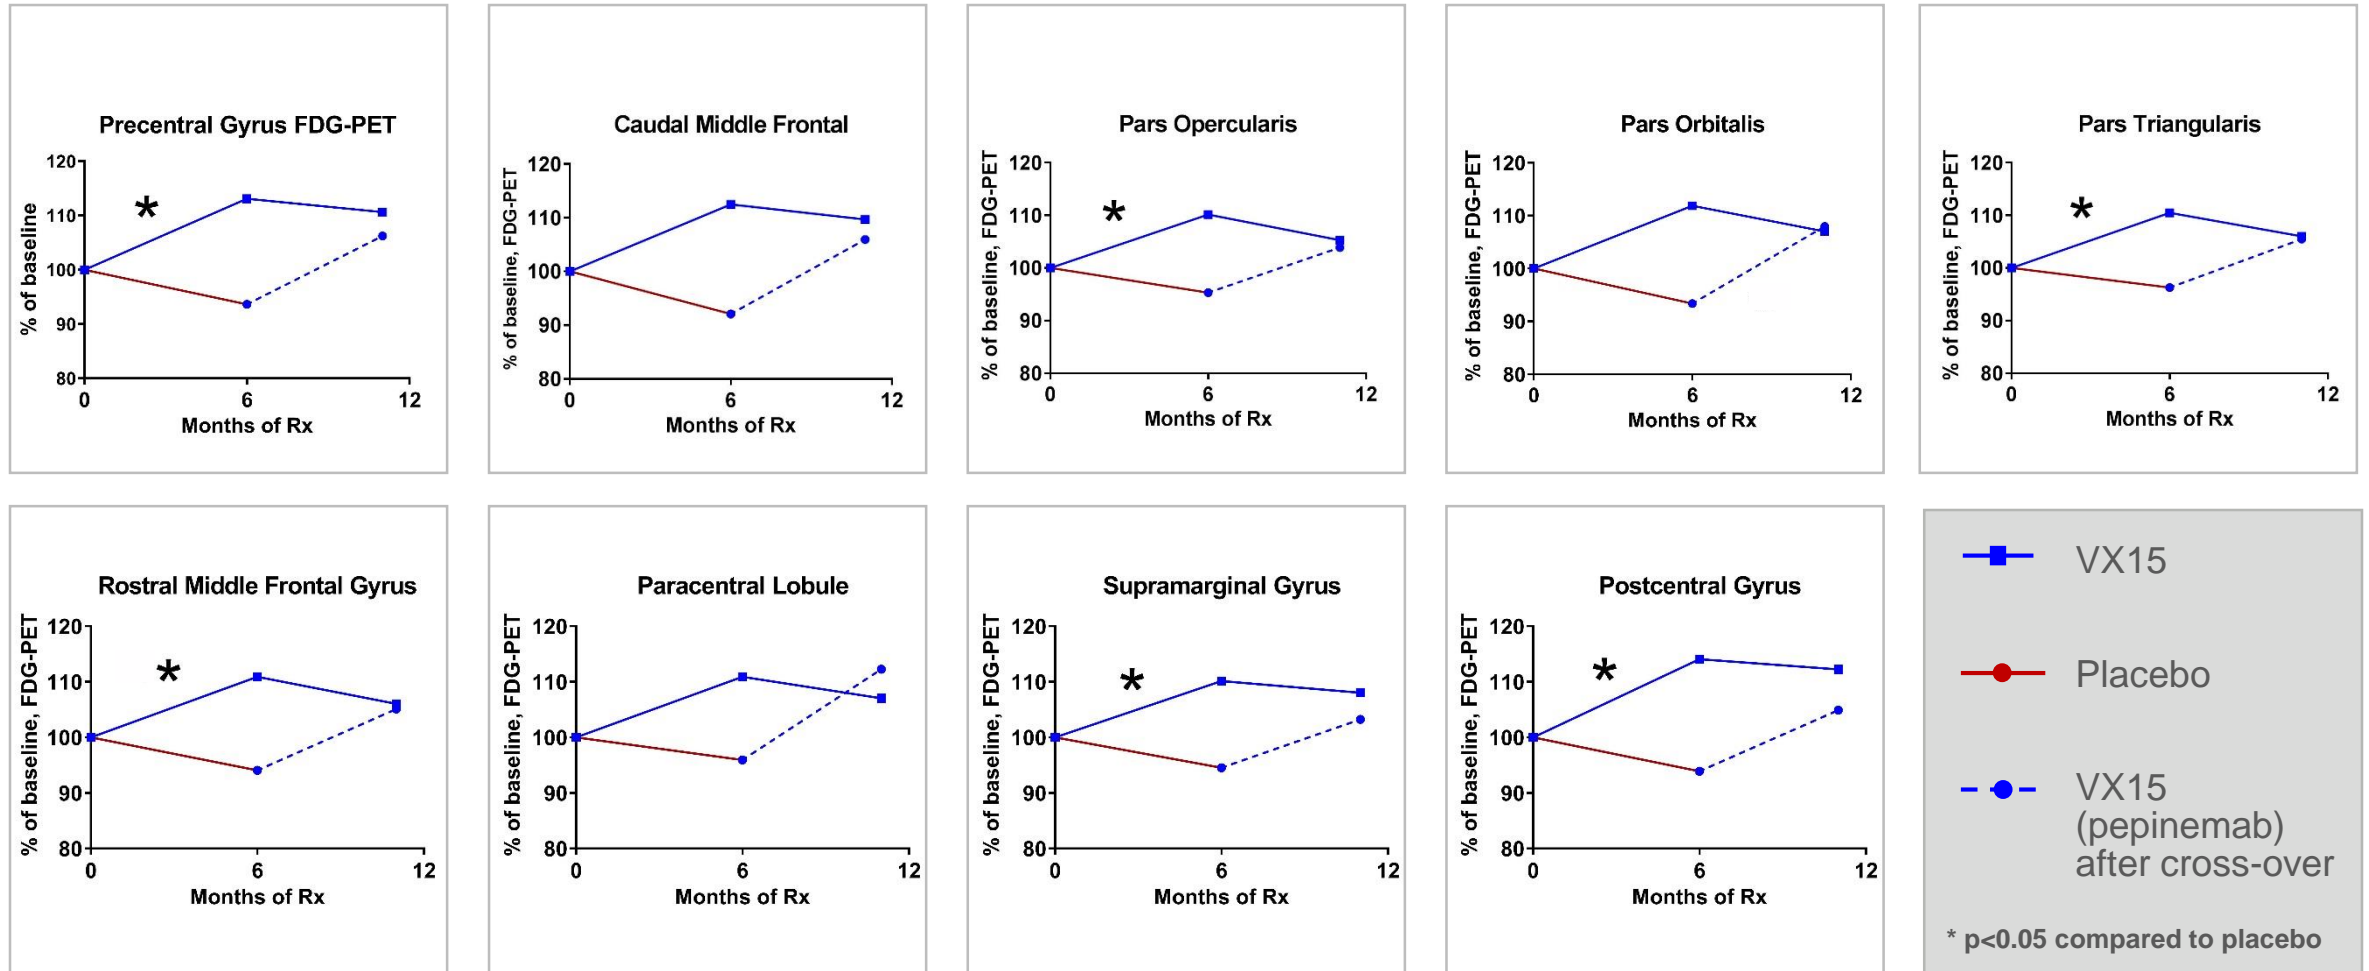 Precentral Gyrus FDG-PET
% of baseline
120
110
100
90
80
0
6
12
Months of Rx
*
Caudal Middle Frontal
% of baseline, FDG-PET
120
110
100
90
80
0
6
12
Months of Rx
Pars Opercularis
% of baseline, FDG-PET
120
110
100
90
80
0
6
12
Months of Rx
*
Pars Orbitalis
% of baseline, FDG-PET
120
110
100
90
80
0
6
12
Months of Rx
Pars Triangularis
% of baseline, FDG-PET
120
110
100
90
80
0
6
12
Months of Rx
*
Rostral Middle Frontal Gyrus
% of baseline, FDG-PET
120
110
100
90
80
0
6
12
Months of Rx
*
Paracentral Lobule
% of baseline, FDG-PET
120
110
100
90
80
0
6
12
Months of Rx
Supramarginal Gyrus
% of baseline, FDG-PET
120
110
100
90
80
0
6
12
Months of Rx
*
Postcentral Gyrus
% of baseline, FDG-PET
120
110
100
90
80
0
6
12
Months of Rx
*
VX15
Placebo
VX15
(pepinemab)
after cross-over
* p<0.05 compared to placebo